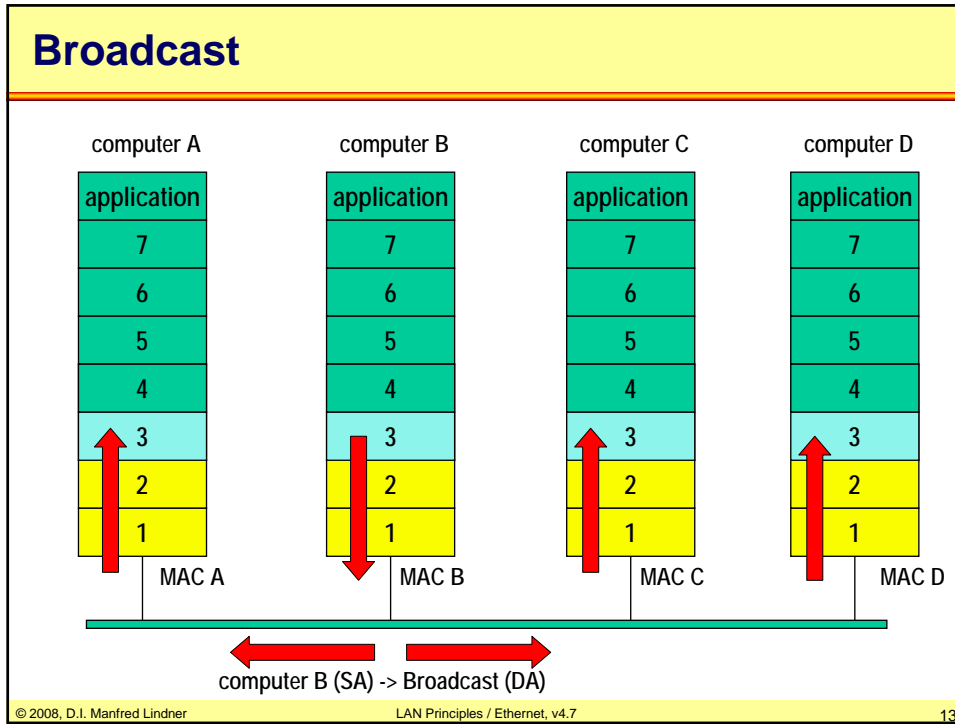 Broadcast
computer A computer B computer C computer D
application application application application
7 7 7 7
6 6 6 6
5 5 5 5
4 4 4 4
3 3 3 3
2 2 2 2
1 1 1 1
MAC A MAC B MAC C MAC D
computer B (SA) -> Broadcast (DA)
© 2008, D.I. Manfred Lindner LAN Principles / Ethernet, v4.7 13